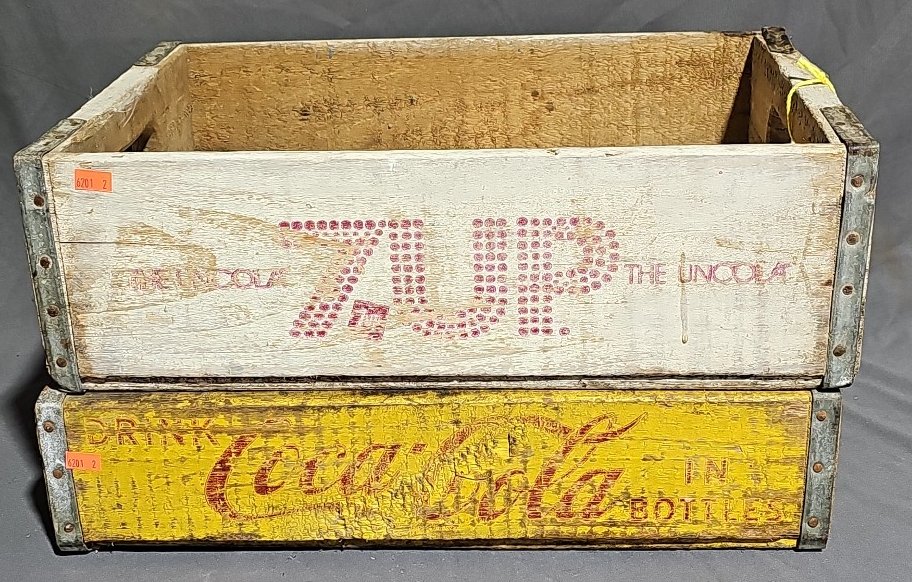 6201 2
THE UNCOLA 7UP THE UNCOLA
DRINK Coca-Cola IN
BOTTLES
6201 2